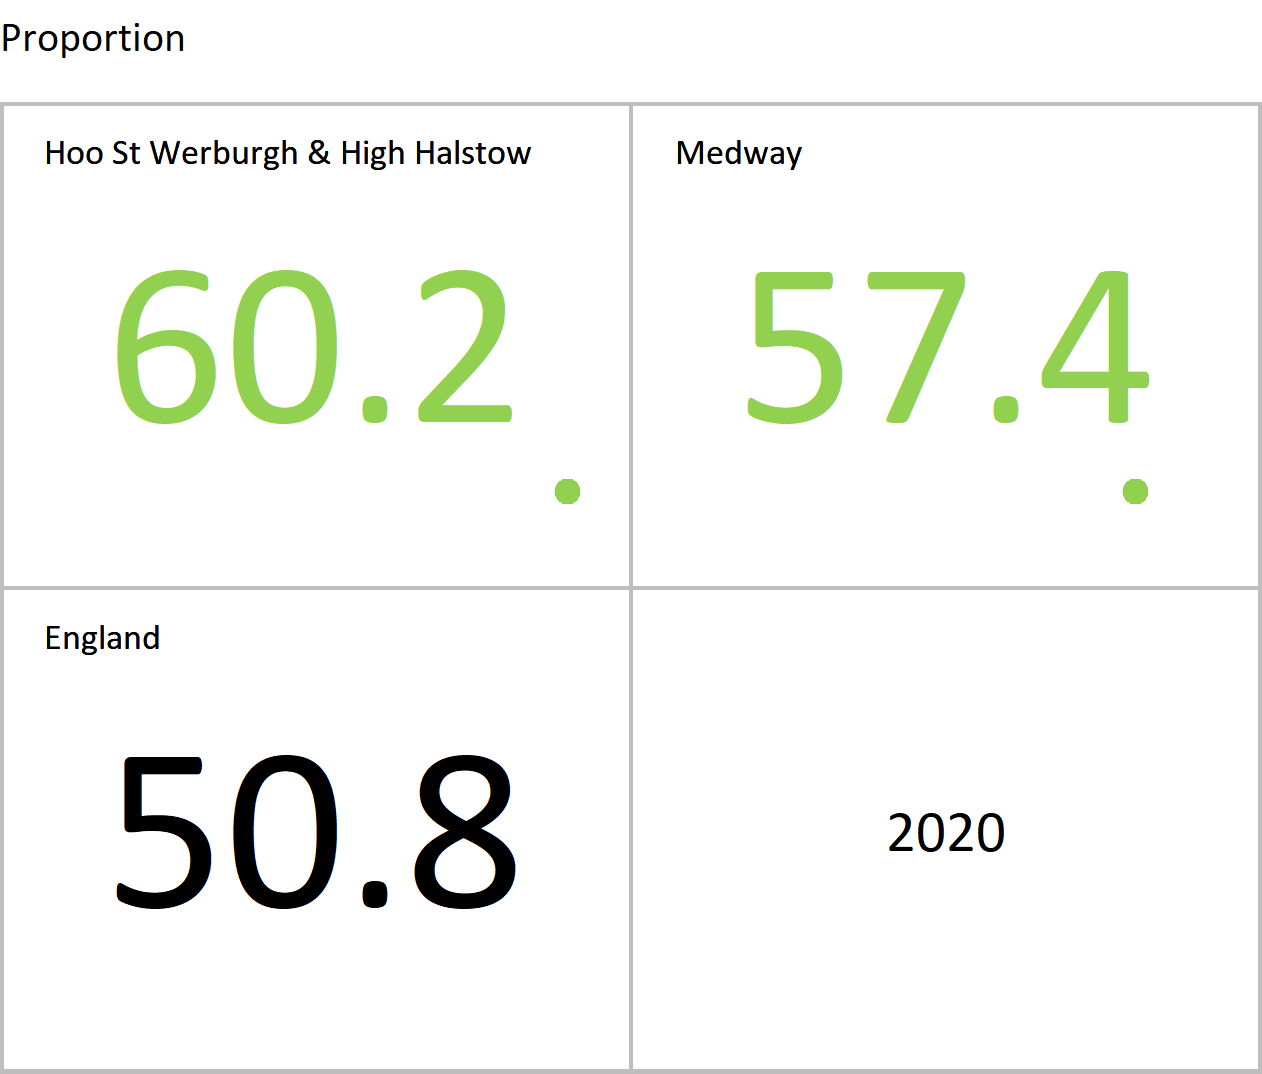 Proportion
Hoo St Werburgh & High Halstow
60.2
Medway
57.4
England
50.8
2020